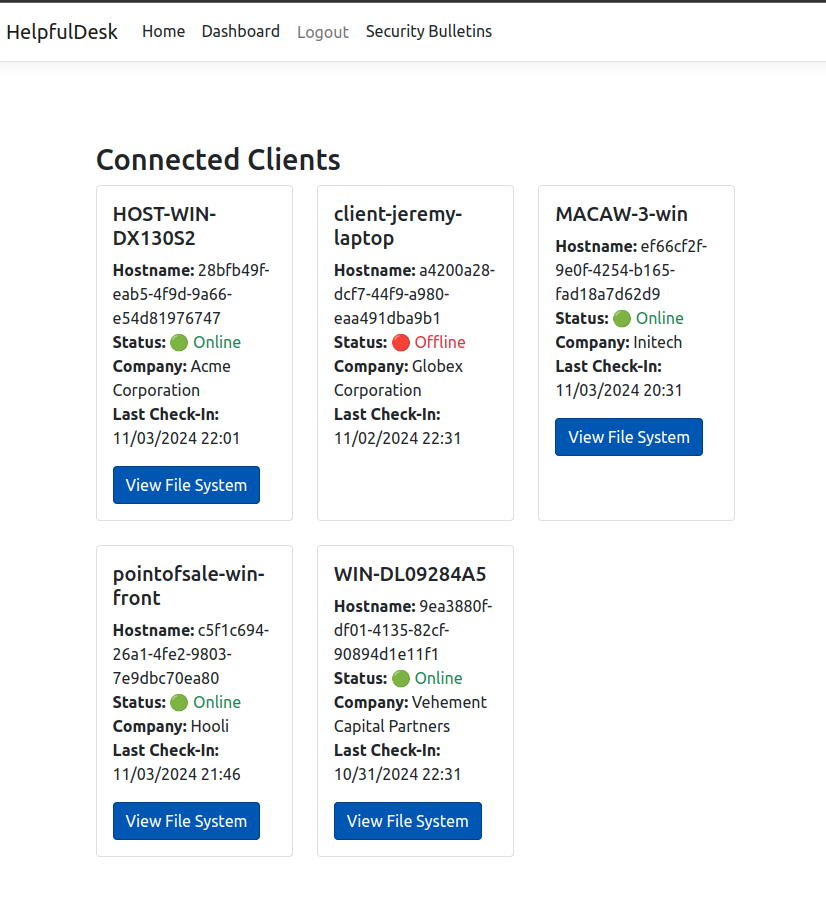 HelpfulDesk Home Dashboard Logout Security Bulletins
Connected Clients
HOST-WIN-
DX130S2
Hostname: 28bfb49f-
eab5-4f9d-9a66-
e54d81976747
Status: 🟢 Online
Company: Acme
Corporation
Last Check-In:
11/03/2024 22:01
View File System
client-jeremy-
laptop
Hostname: a4200a28-
dcf7-44f9-a980-
eaa491dba9b1
Status: 🔴 Offline
Company: Globex
Corporation
Last Check-In:
11/02/2024 22:31
MACAW-3-win
Hostname: ef66cf2f-
9e0f-4254-b165-
fad18a7d62d9
Status: 🟢 Online
Company: Initech
Last Check-In:
11/03/2024 20:31
View File System
pointofsale-win-
front
Hostname: c5f1c694-
26a1-4fe2-9803-
7e9dbc70ea80
Status: 🟢 Online
Company: Hooli
Last Check-In:
11/03/2024 21:46
View File System
WIN-DL09284A5
Hostname: 9ea3880f-
df01-4135-82cf-
90894d1e11f1
Status: 🟢 Online
Company: Vehement
Capital Partners
Last Check-In:
10/31/2024 22:31
View File System